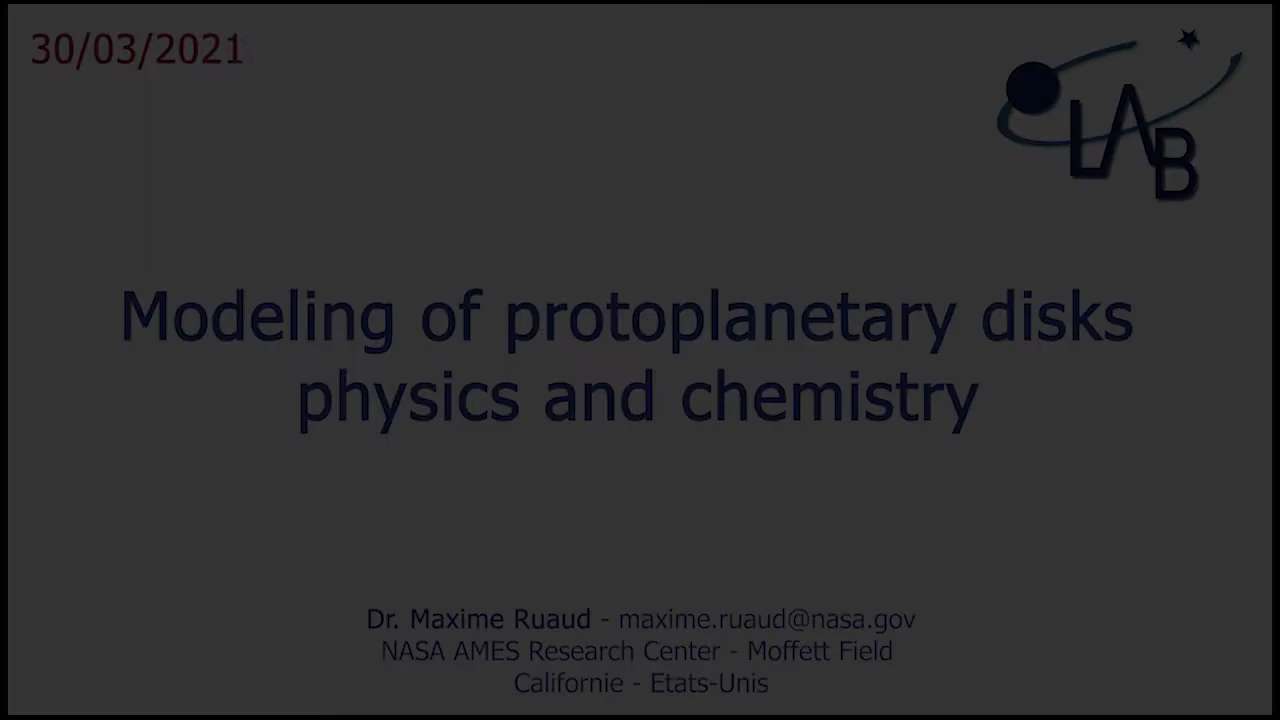 30/03/2021
LAB
Modeling of protoplanetary disks
physics and chemistry
Dr. Maxime Ruaud - maxime.ruaud@nasa.gov
NASA AMES Research Center - Moffett Field
Californie - Etats-Unis